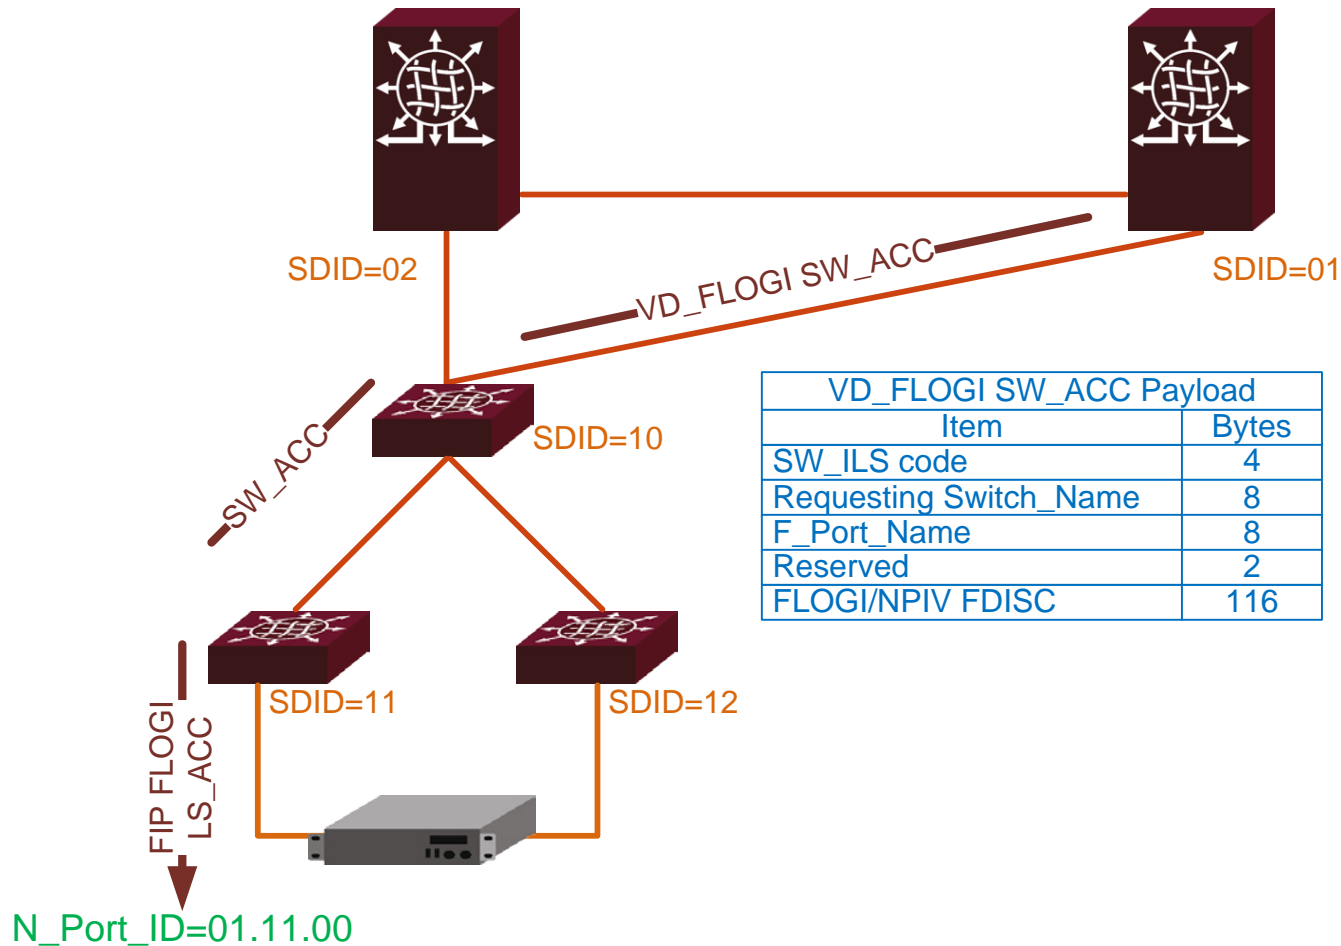 SDID=02
SDID=01
VD_FLOGI SW_ACC
SDID=10
SW_ACC
VD_FLOGI SW_ACC Payload
Item Bytes
SW_ILS code 4
Requesting Switch_Name 8
F_Port_Name 8
Reserved 2
FLOGI/NPIV FDISC 116
SDID=11
SDID=12
FIP FLOGI
LS_ACC
N_Port_ID=01.11.00